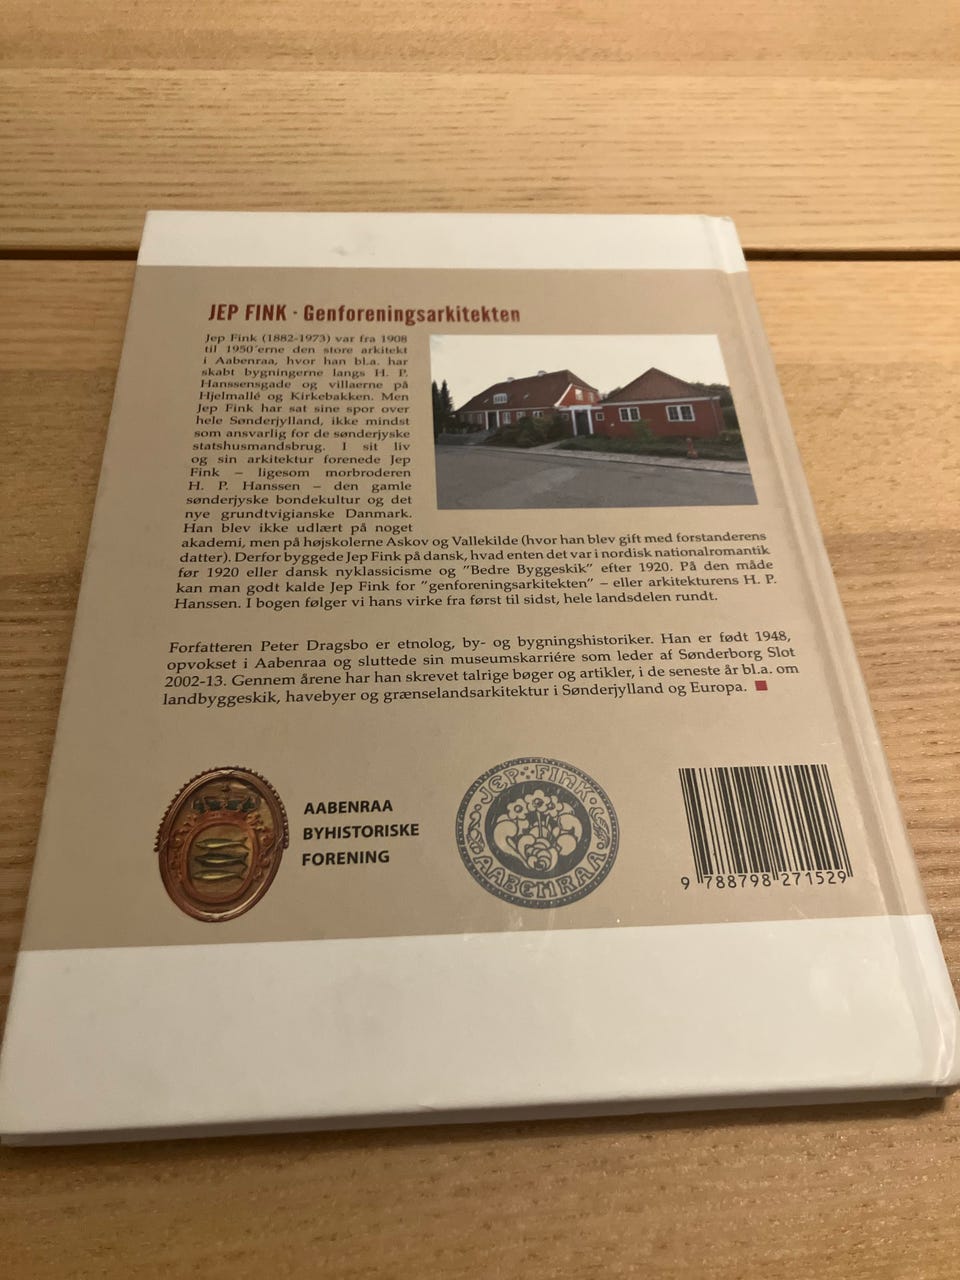 JEP FINK · Genforeningsarkitekten
Jep Fink (1882-1973) var fra 1908
til 1950´erne den store arkitekt
i Aabenraa, hvor han bl.a. har
skabt bygningerne langs H. P.
Hanssensgade og villaerne på
Hjelmallé og Kirkebakken. Men
Jep Fink har sat sine spor over
hele Sønderjylland, ikke mindst
som ansvarlig for de sønderjyske
statshusmandsbrug. I sit liv
og sin arkitektur forenede Jep
Fink – ligesom morbroderen
H. P. Hanssen – den gamle
sønderjyske bondekultur og det
nye grundtvigianske Danmark.
Han blev ikke udlært på noget
akademi, men på højskolerne Askov og Vallekilde (hvor han blev gift med forstanderens
datter). Derfor byggede Jep Fink på dansk, hvad enten det var i nordisk nationalromantik
før 1920 eller dansk nyklassicisme og ”Bedre Byggeskik” efter 1920. På den måde
kan man godt kalde Jep Fink for ”genforeningsarkitekten” – eller arkitekturens H. P.
Hanssen. I bogen følger vi hans virke fra først til sidst, hele landsdelen rundt.
Forfatteren Peter Dragsbo er etnolog, by- og bygningshistoriker. Han er født 1948,
opvokset i Aabenraa og sluttede sin museumskarriére som leder af Sønderborg Slot
2002-13. Gennem årene har han skrevet talrige bøger og artikler, i de seneste år bl.a. om
landbyggeskik, havebyer og grænselandsarkitektur i Sønderjylland og Europa.
AABENRAA
BYHISTORISKE
FORENING
JEP FINK
AABENRAA
9 788798 271529